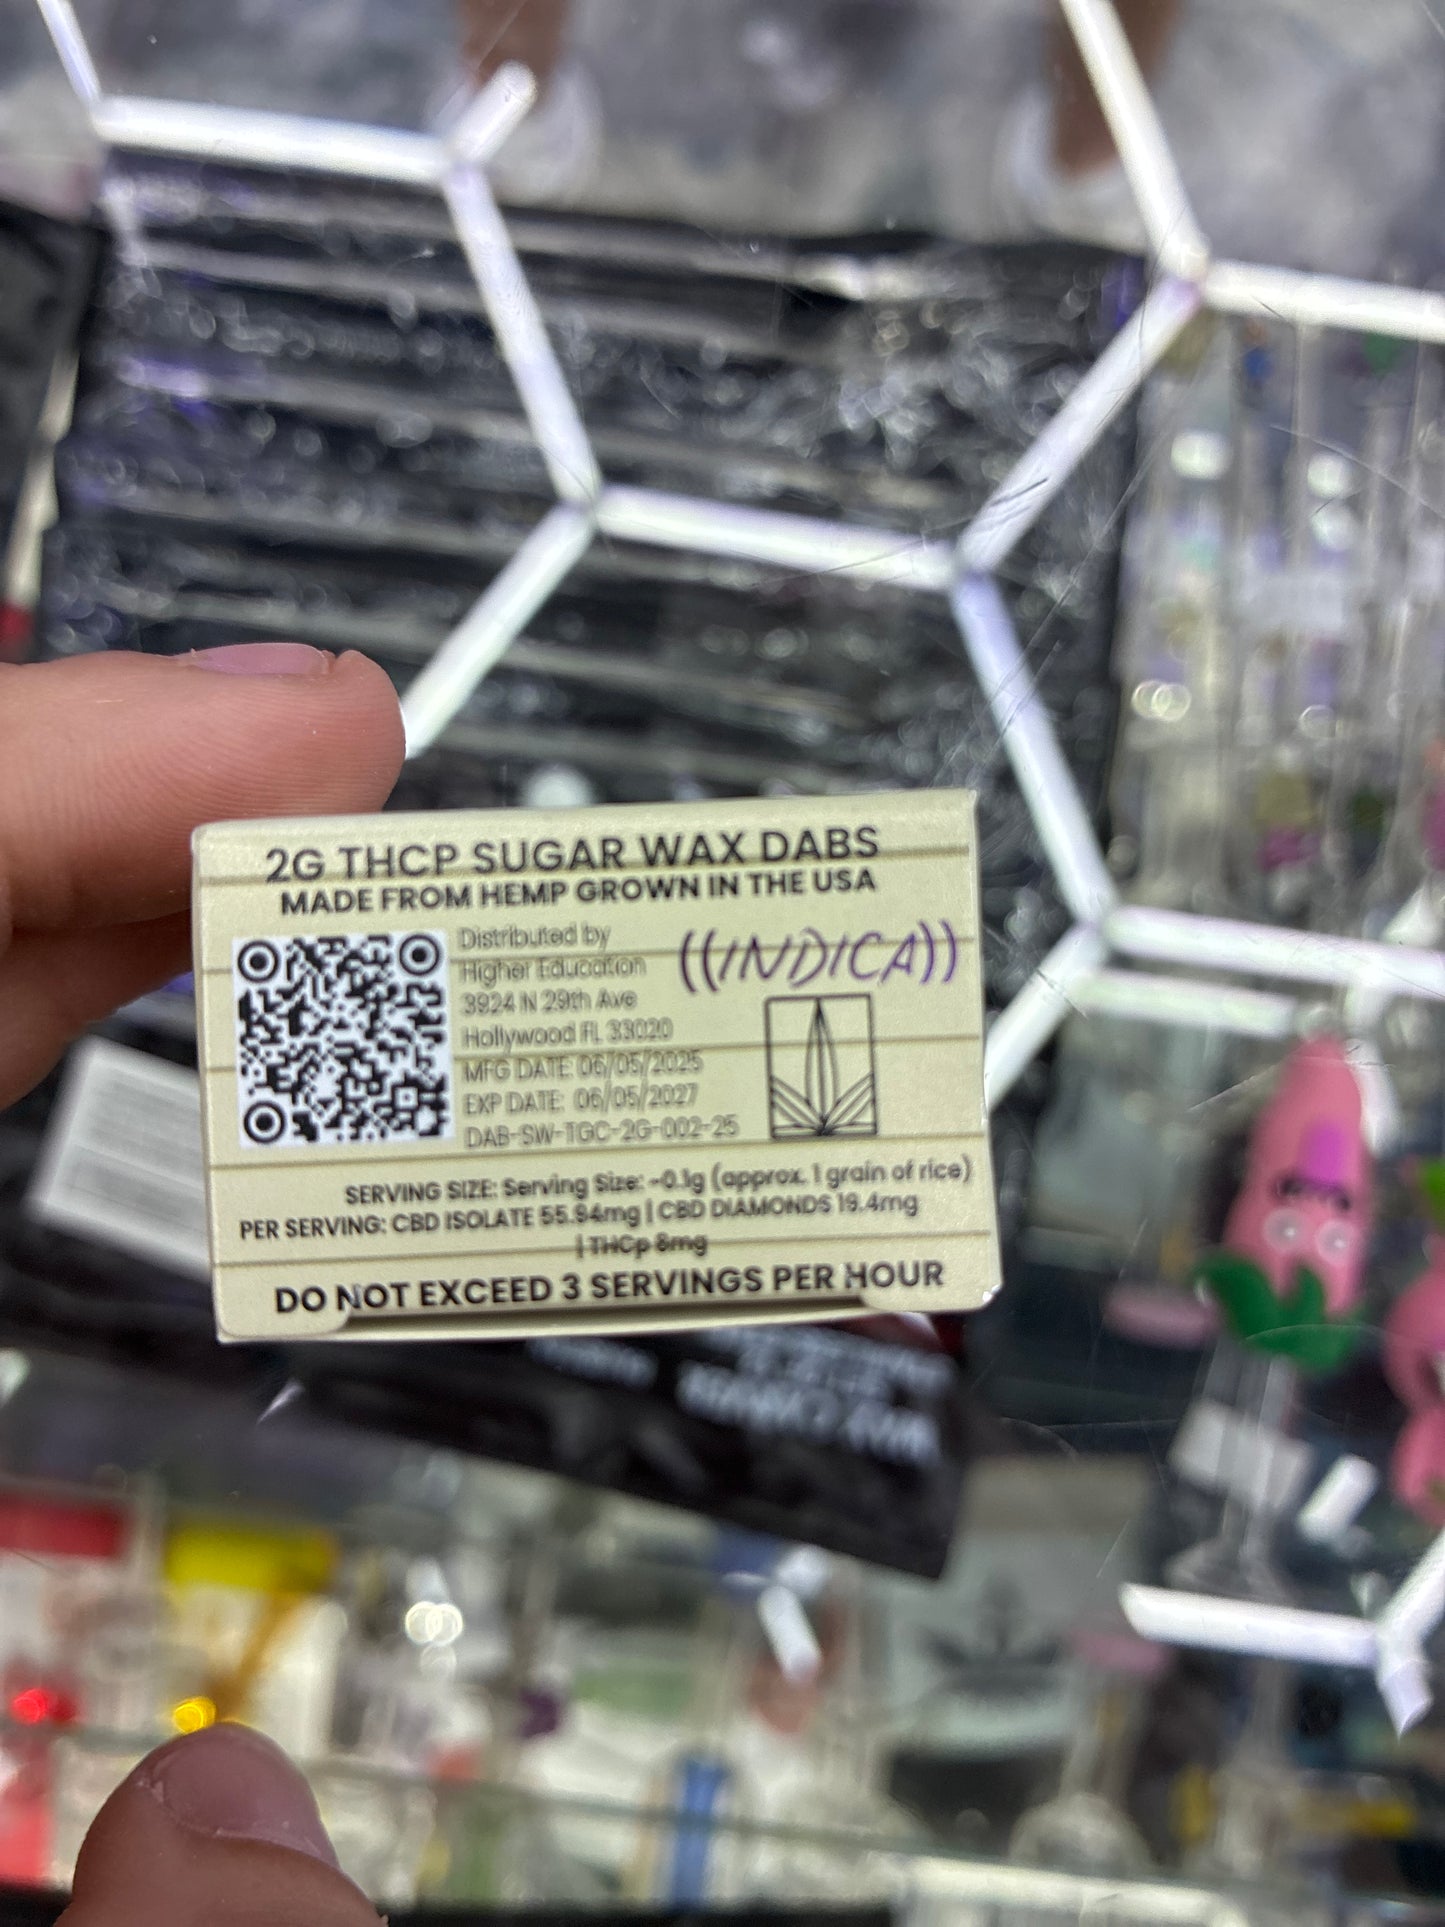 2G THCP SUGAR WAX DABS
MADE FROM HEMP GROWN IN THE USA
Distributed by
Higher Education
3924 N 29th Ave
Hollywood FL 33020
MFG DATE: 06/05/2025
EXP DATE: 06/05/2027
DAB-SW-TGC-2G-002-25
((INDICA))
SERVING SIZE: Serving Size: ~0.1g (approx. 1 grain of rice)
PER SERVING: CBD ISOLATE 55.94mg | CBD DIAMONDS 19.4mg
| THCp 8mg
DO NOT EXCEED 3 SERVINGS PER HOUR